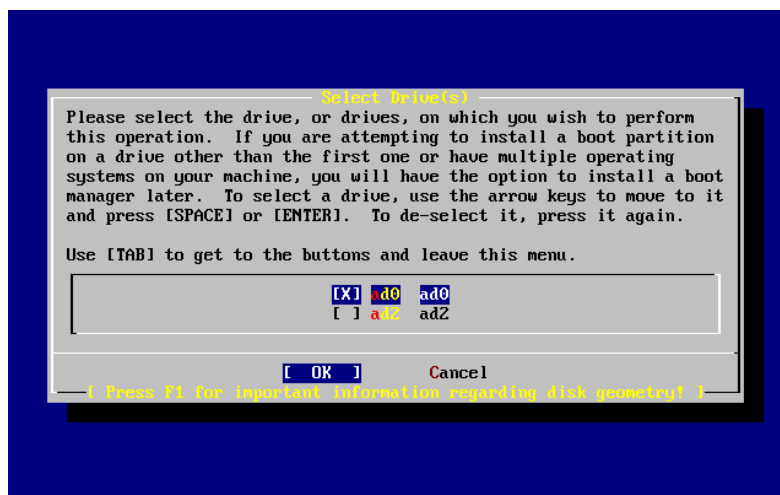 Select Drive(s)
Please select the drive, or drives, on which you wish to perform
this operation. If you are attempting to install a boot partition
on a drive other than the first one or have multiple operating
systems on your machine, you will have the option to install a boot
manager later. To select a drive, use the arrow keys to move to it
and press [SPACE] or [ENTER]. To de-select it, press it again.
Use [TAB] to get to the buttons and leave this menu.
[X] ad0 ad0
[ ] ad2 ad2
[ OK ] Cancel
[ Press F1 for important information regarding disk geometry! ]